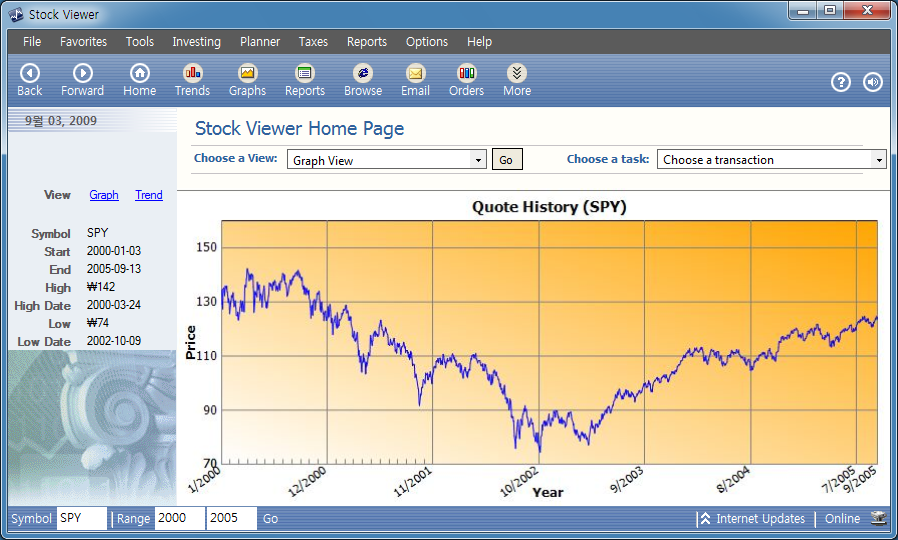 Stock Viewer
File Favorites Tools Investing Planner Taxes Reports Options Help
Back Forward Home Trends Graphs Reports Browse Email Orders More
9월 03, 2009
Stock Viewer Home Page
Choose a View: Graph View Go Choose a task: Choose a transaction
View Graph Trend
Symbol SPY
Start 2000-01-03
End 2005-09-13
High ₩142
High Date 2000-03-24
Low ₩74
Low Date 2002-10-09
Quote History (SPY)
150
130
110
90
70
Price
1/2000 12/2000 11/2001 10/2002 9/2003 8/2004 7/2005 9/2005
Year
Symbol SPY Range 2000 2005 Go Internet Updates Online